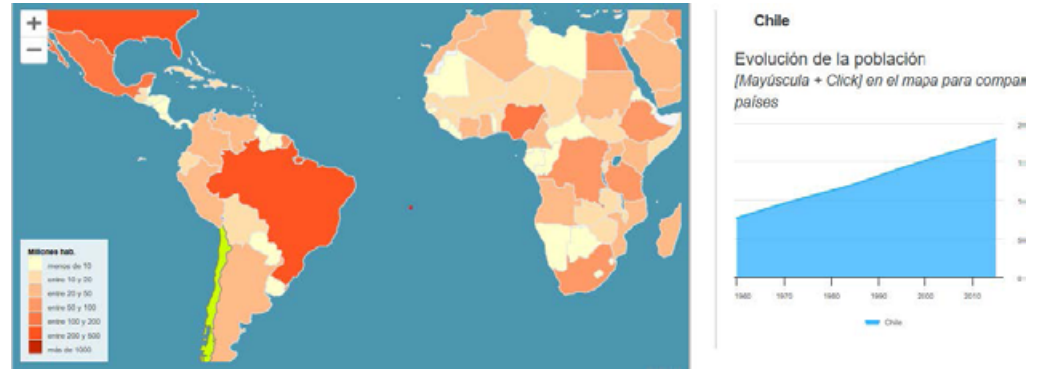 +
−
Millones hab.
menos de 10
entre 10 y 20
entre 20 y 50
entre 50 y 100
entre 100 y 200
entre 200 y 500
más de 1000
Chile
Evolución de la población
[Mayúscula + Click] en el mapa para
países
1960 1970 1980 1990 2000 2010
Chile